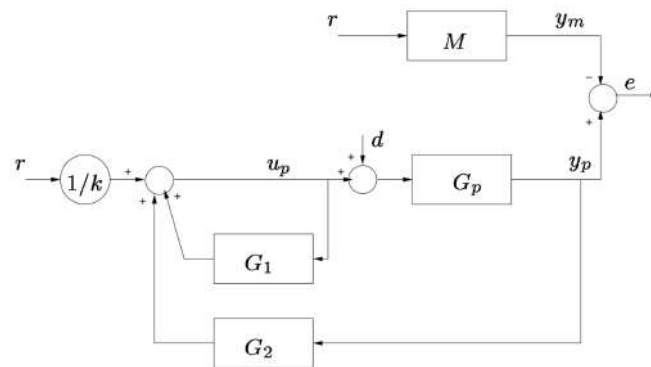 r
M
y_m
-
e
+
d
r
1/k
+
+
+
u_p
+
+
G_p
y_p
G_1
G_2